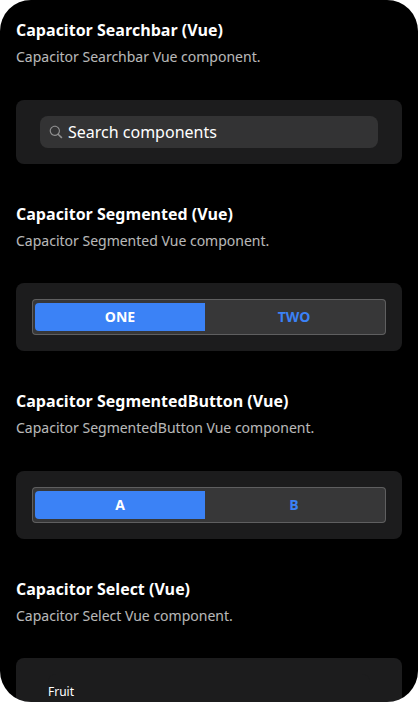 Capacitor Searchbar (Vue)
Capacitor Searchbar Vue component.
Search components
Capacitor Segmented (Vue)
Capacitor Segmented Vue component.
ONE TWO
Capacitor SegmentedButton (Vue)
Capacitor SegmentedButton Vue component.
A B
Capacitor Select (Vue)
Capacitor Select Vue component.
Fruit